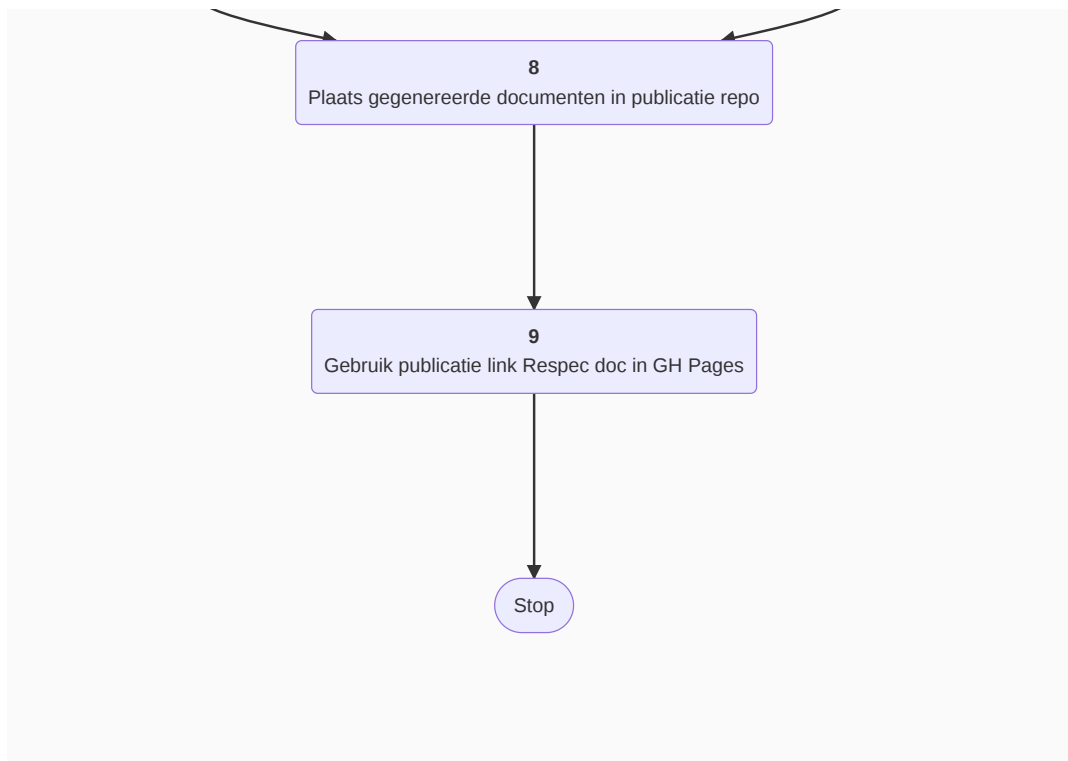 8
Plaats gegenereerde documenten in publicatie repo
9
Gebruik publicatie link Respec doc in GH Pages
Stop